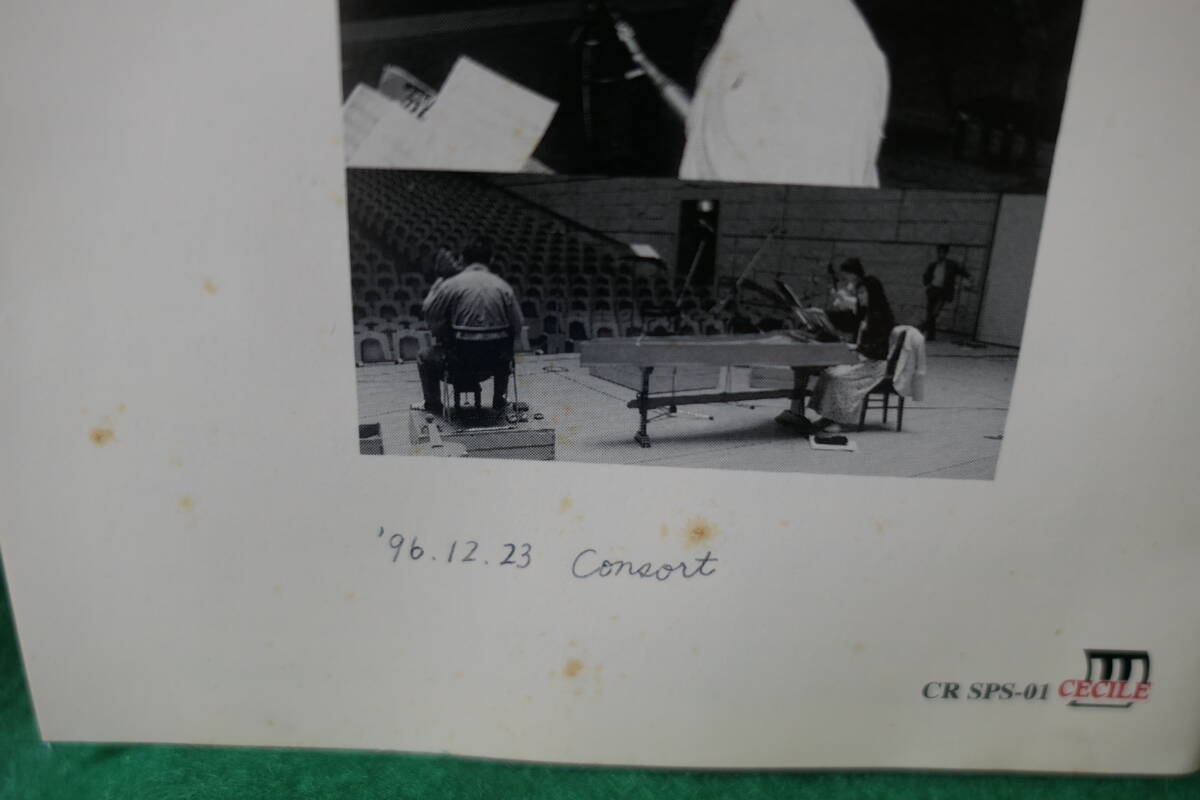 '96.12.23 Consort
CR SPS-01 CECILE